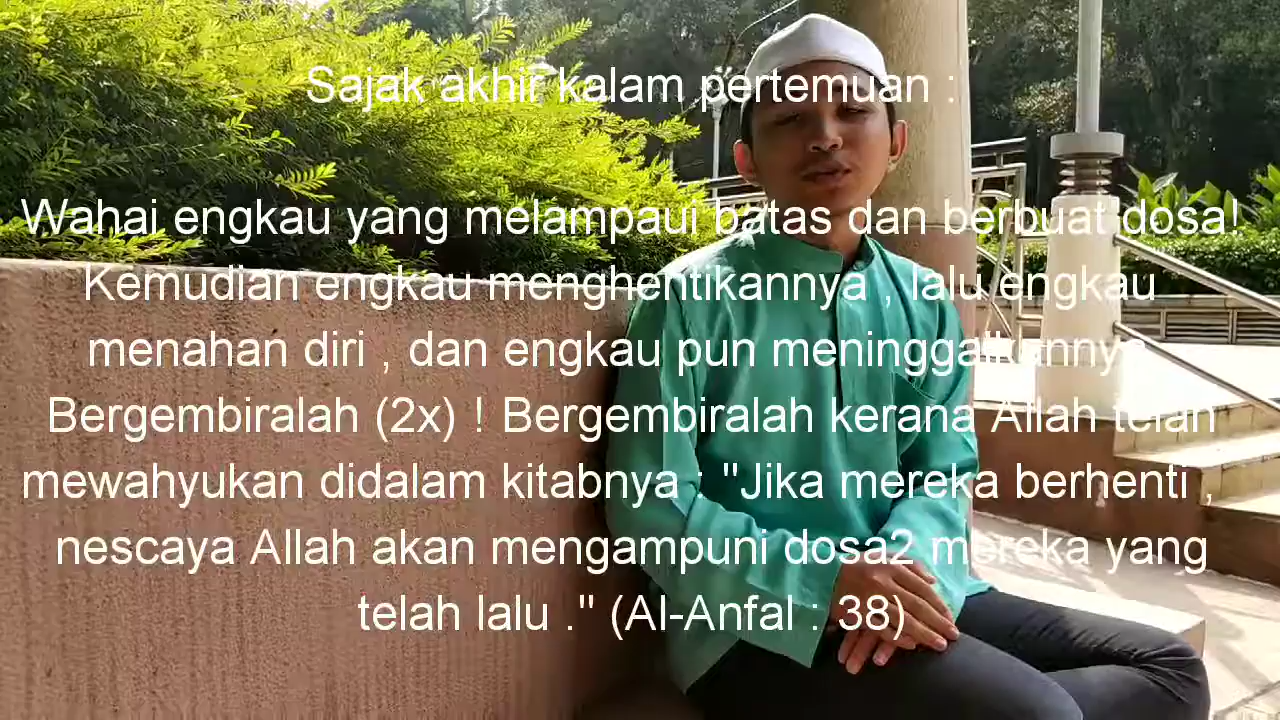 Sajak akhir kalam pertemuan :
Wahai engkau yang melampaui batas dan berbuat dosa!
Kemudian engkau menghentikannya , lalu engkau
menahan diri , dan engkau pun meninggalkannya
Bergembiralah (2x) ! Bergembiralah kerana Allah telah
mewahyukan didalam kitabnya : "Jika mereka berhenti ,
nescaya Allah akan mengampuni dosa2 mereka yang
telah lalu ." (Al-Anfal : 38)